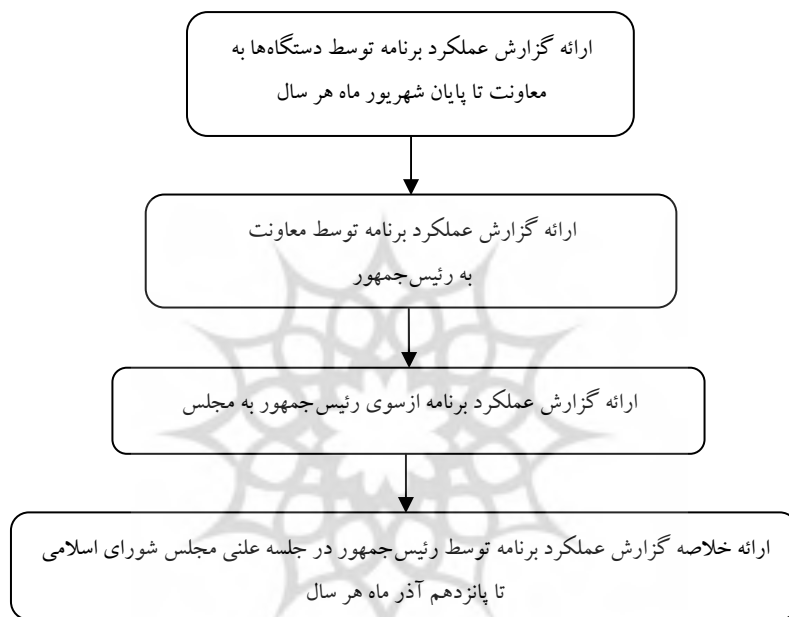 ارائه گزارش عملکرد برنامه توسط دستگاه‌ها به
معاونت تا پایان شهریور ماه هر سال
ارائه گزارش عملکرد برنامه توسط معاونت
به رئیس‌جمهور
ارائه گزارش عملکرد برنامه ازسوی رئیس‌جمهور به مجلس
ارائه خلاصه گزارش عملکرد برنامه توسط رئیس‌جمهور در جلسه علنی مجلس شورای اسلامی
تا پانزدهم آذر ماه هر سال